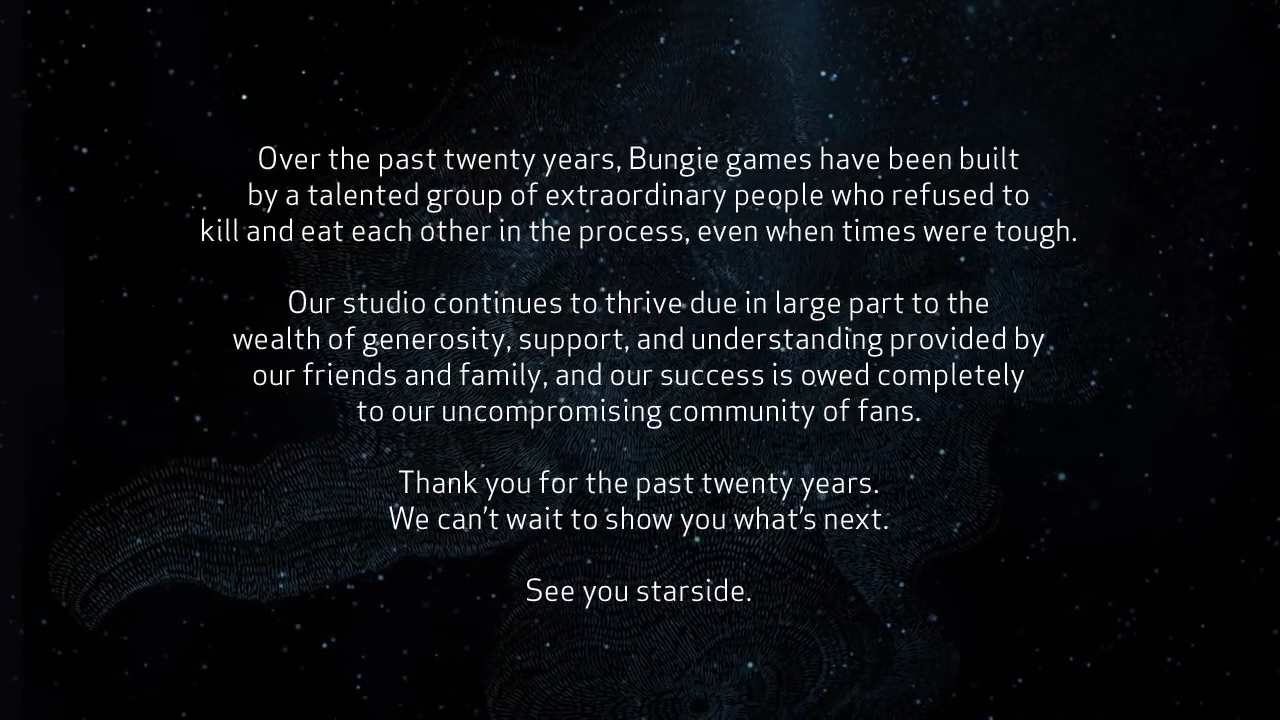 Over the past twenty years, Bungie games have been built
by a talented group of extraordinary people who refused to
kill and eat each other in the process, even when times were tough.
Our studio continues to thrive due in large part to the
wealth of generosity, support, and understanding provided by
our friends and family, and our success is owed completely
to our uncompromising community of fans.
Thank you for the past twenty years.
We can't wait to show you what's next.
See you starside.